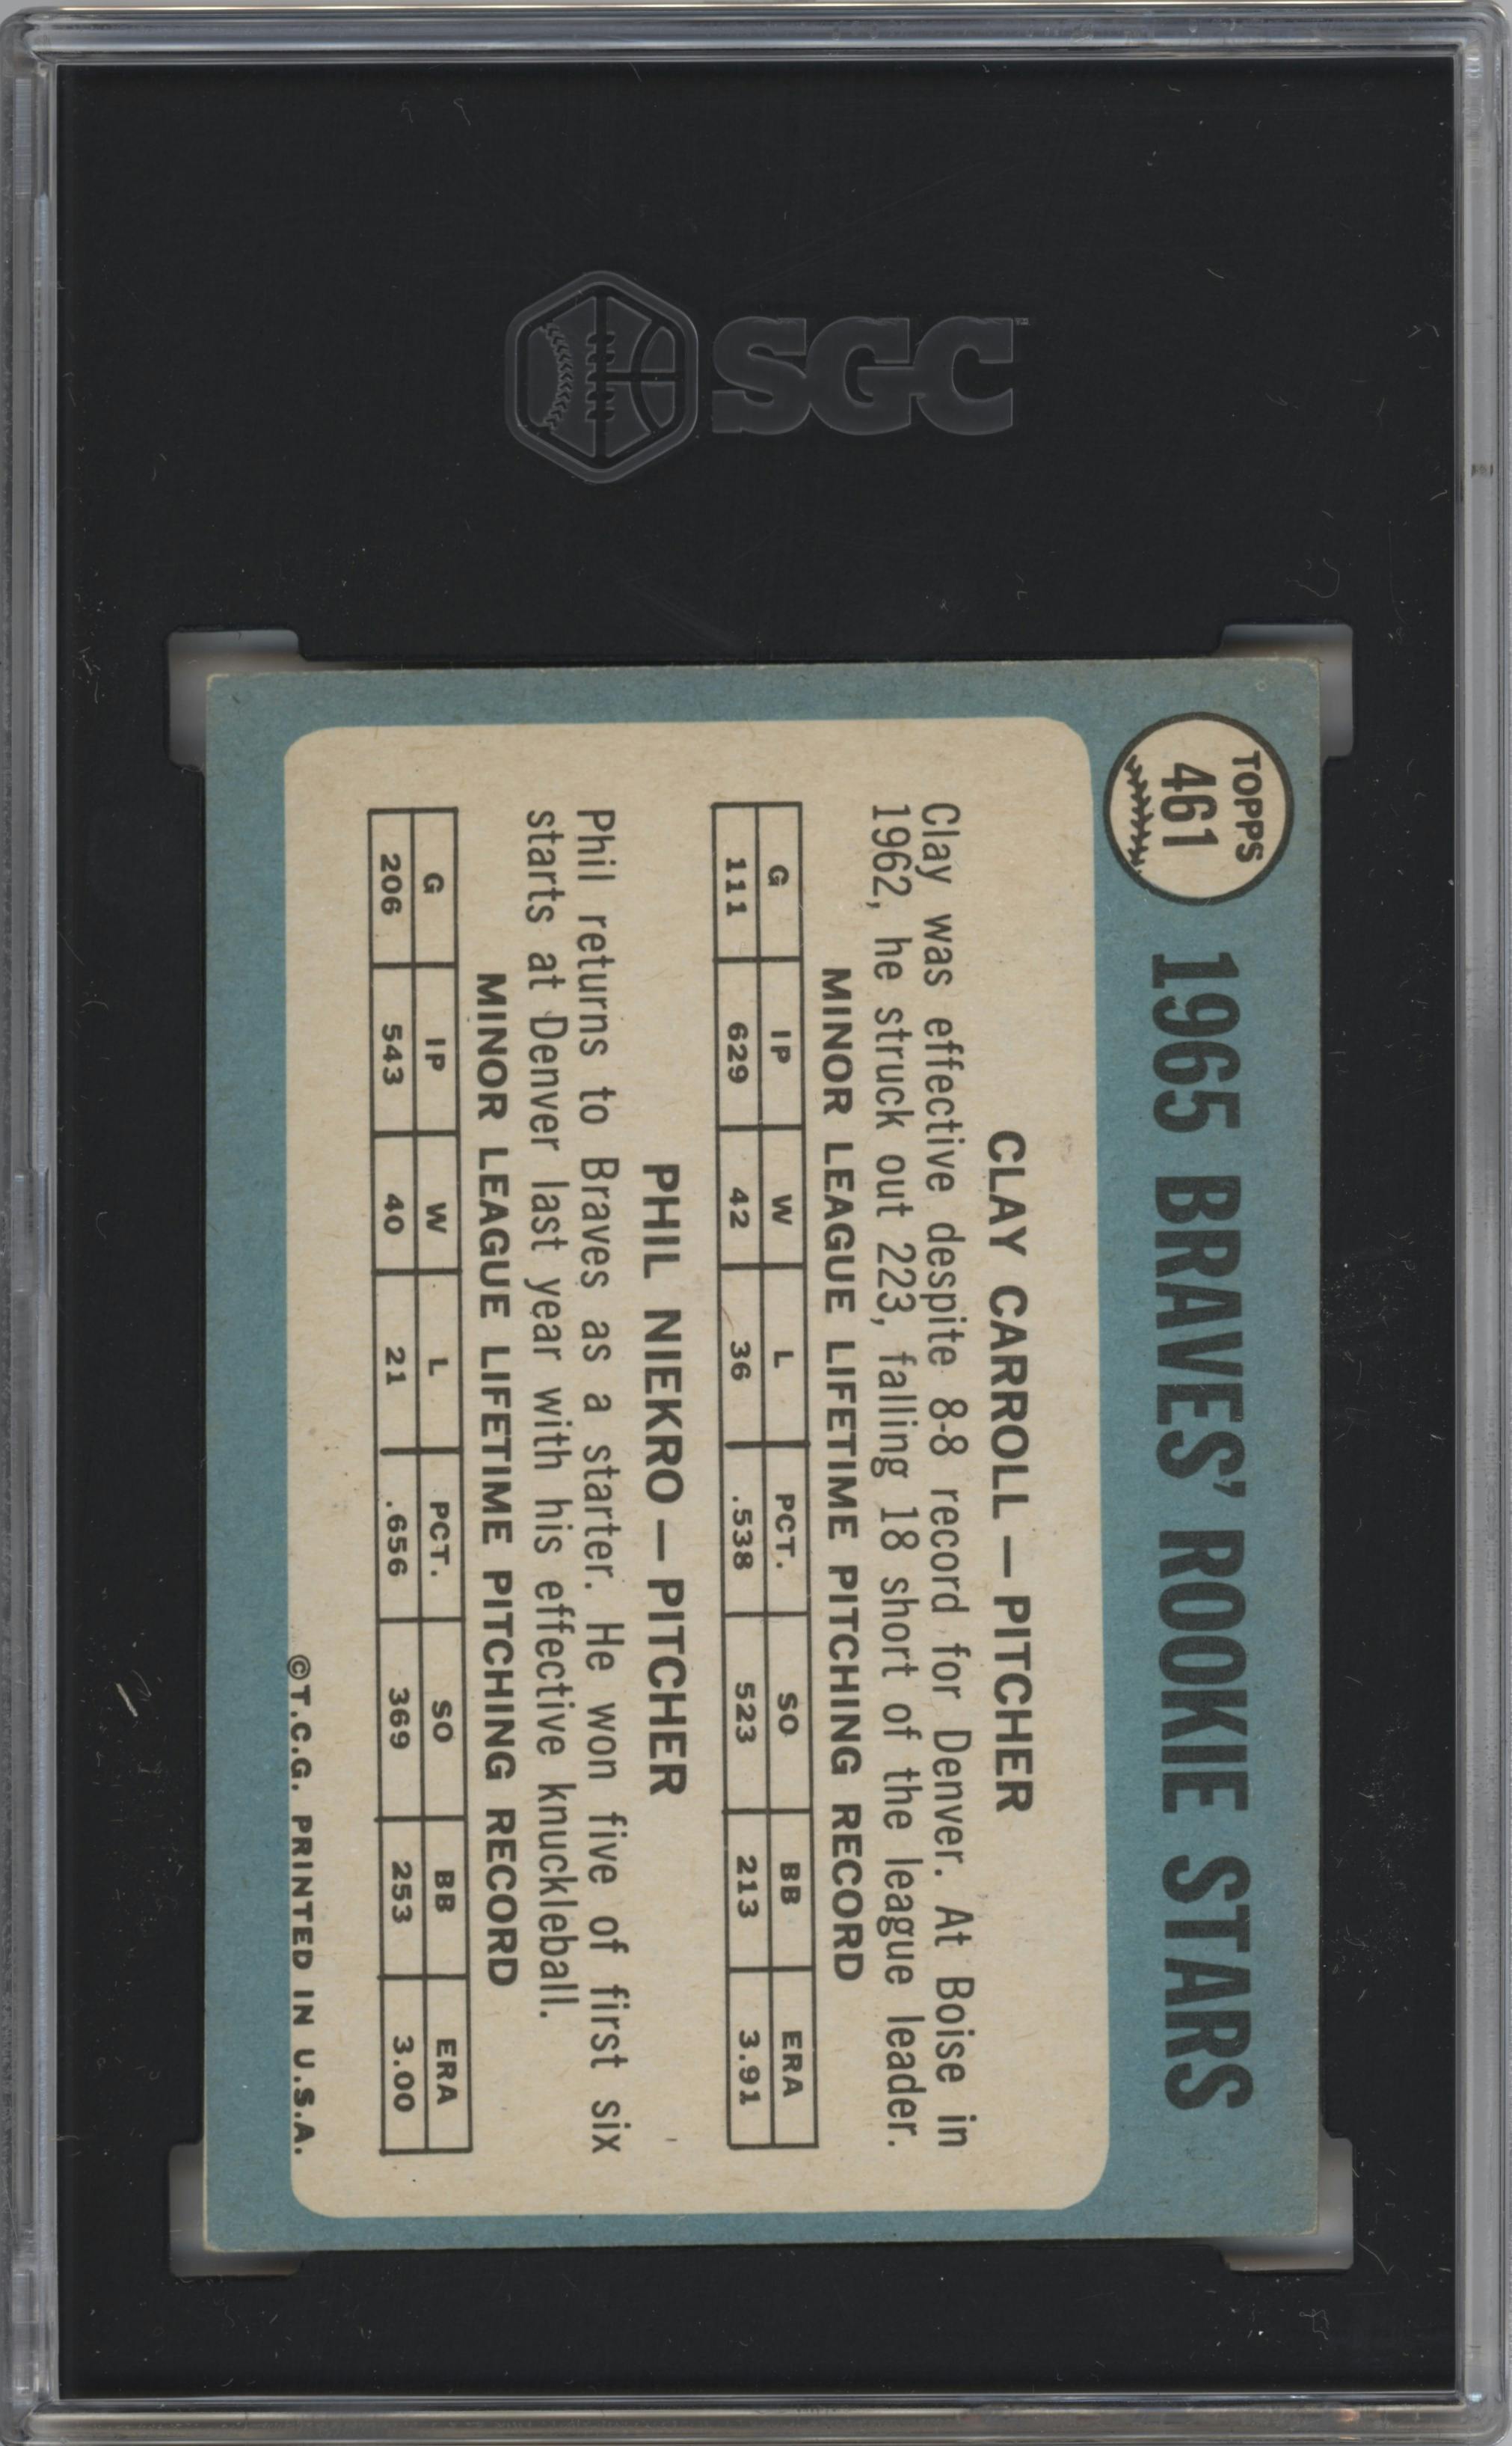 SGC
TOPPS
461
1965 BRAVES' ROOKIE STARS
CLAY CARROLL — PITCHER
Clay was effective despite 8-8 record for Denver. At Boise in
1962, he struck out 223, falling 18 short of the league leader.
MINOR LEAGUE LIFETIME PITCHING RECORD
G IP W L PCT. SO BB ERA
111 629 42 36 .538 523 213 3.91
PHIL NIEKRO — PITCHER
Phil returns to Braves as a starter. He won five of first six
starts at Denver last year with his effective knuckleball.
MINOR LEAGUE LIFETIME PITCHING RECORD
G IP W L PCT. SO BB ERA
206 543 40 21 .656 369 253 3.00
©T.C.G. PRINTED IN U.S.A.